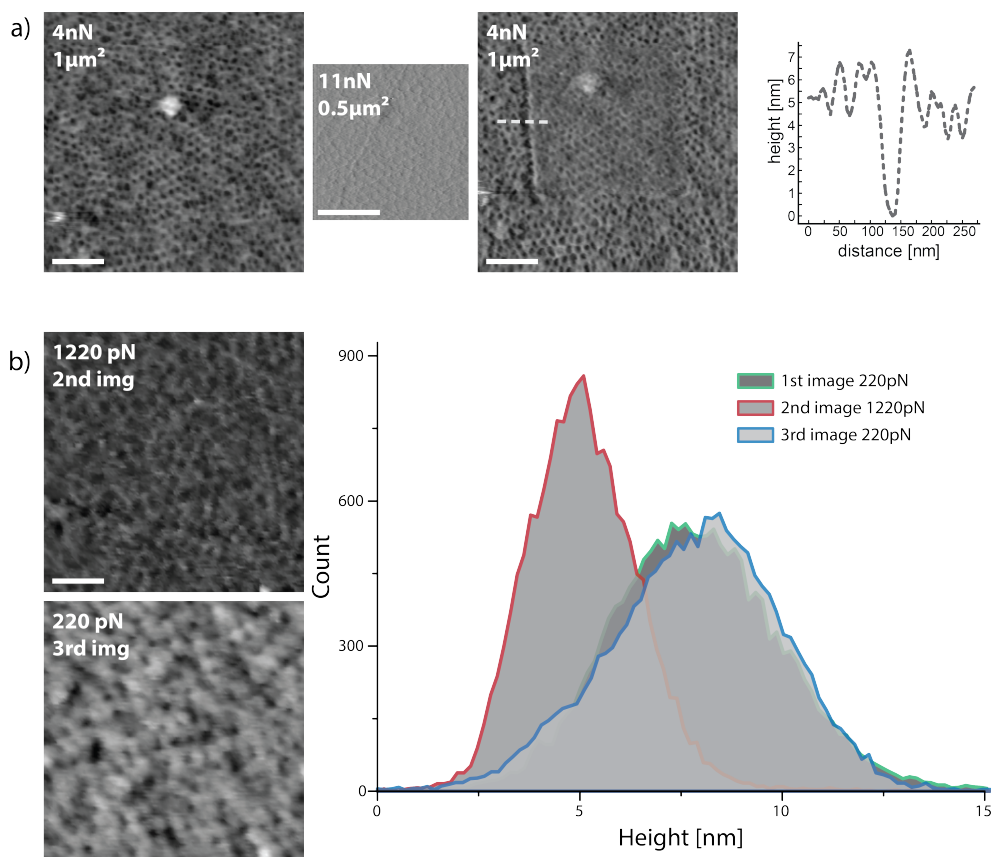 a)
4nN
1µm²
11nN
0.5µm²
4nN
1µm²
height [nm]
7
6
5
4
3
2
1
0
0 50 100 150 200 250
distance [nm]
b)
1220 pN
2nd img
220 pN
3rd img
Count
900
600
300
0
0 5 10 15
Height [nm]
1st image 220pN
2nd image 1220pN
3rd image 220pN